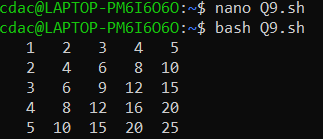 cdac@LAPTOP-PM6I6O6O:~$ nano Q9.sh
cdac@LAPTOP-PM6I6O6O:~$ bash Q9.sh
1 2 3 4 5
2 4 6 8 10
3 6 9 12 15
4 8 12 16 20
5 10 15 20 25